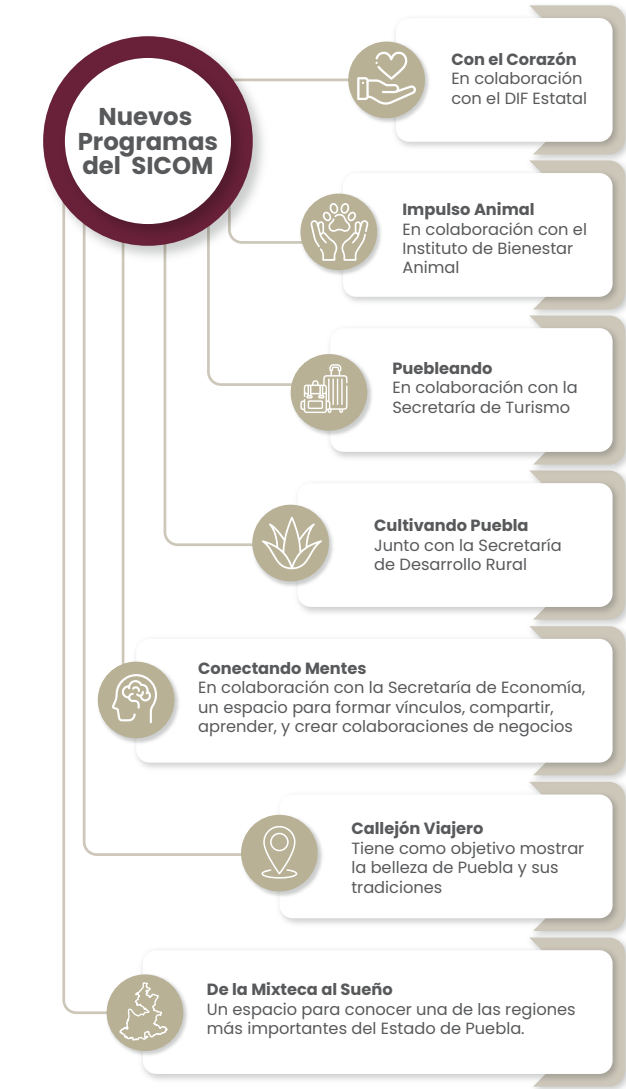 Nuevos
Programas
del SICOM
Con el Corazón
En colaboración
con el DIF Estatal
Impulso Animal
En colaboración con el
Instituto de Bienestar
Animal
Puebleando
En colaboración con la
Secretaría de Turismo
Cultivando Puebla
Junto con la Secretaría
de Desarrollo Rural
Conectando Mentes
En colaboración con la Secretaría de Economía,
un espacio para formar vínculos, compartir,
aprender, y crear colaboraciones de negocios
Callejón Viajero
Tiene como objetivo mostrar
la belleza de Puebla y sus
tradiciones
De la Mixteca al Sueño
Un espacio para conocer una de las regiones
más importantes del Estado de Puebla.